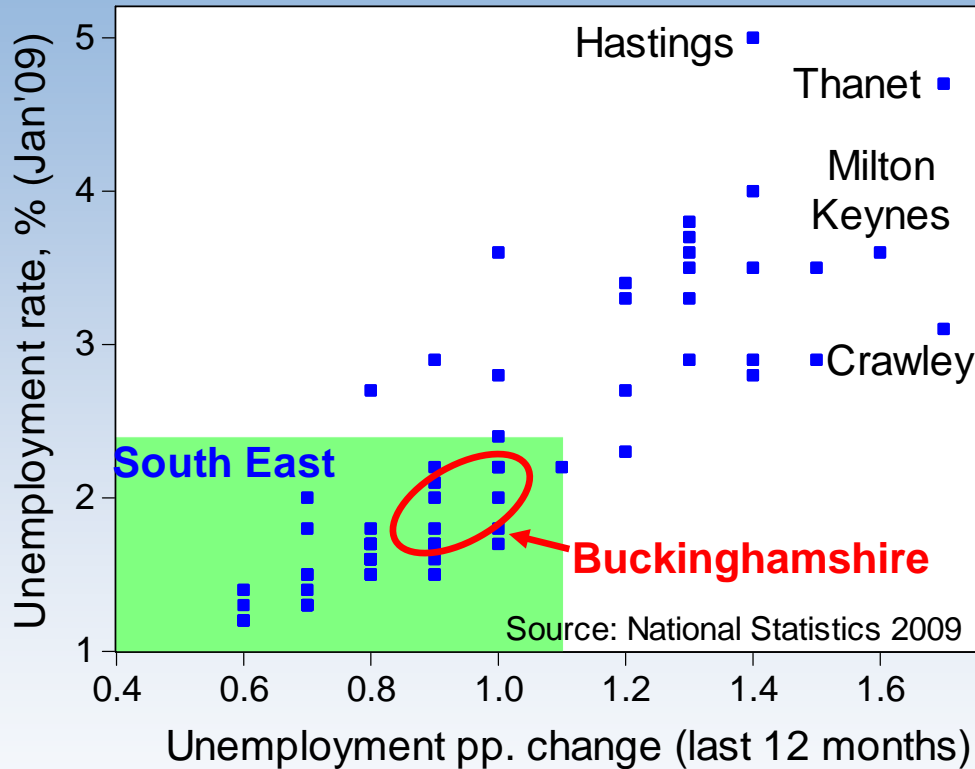 Unemployment rate, % (Jan'09)
5
4
3
2
1
Hastings
Thanet
Milton
Keynes
Crawley
South East
Buckinghamshire
Source: National Statistics 2009
0.4 0.6 0.8 1.0 1.2 1.4 1.6
Unemployment pp. change (last 12 months)